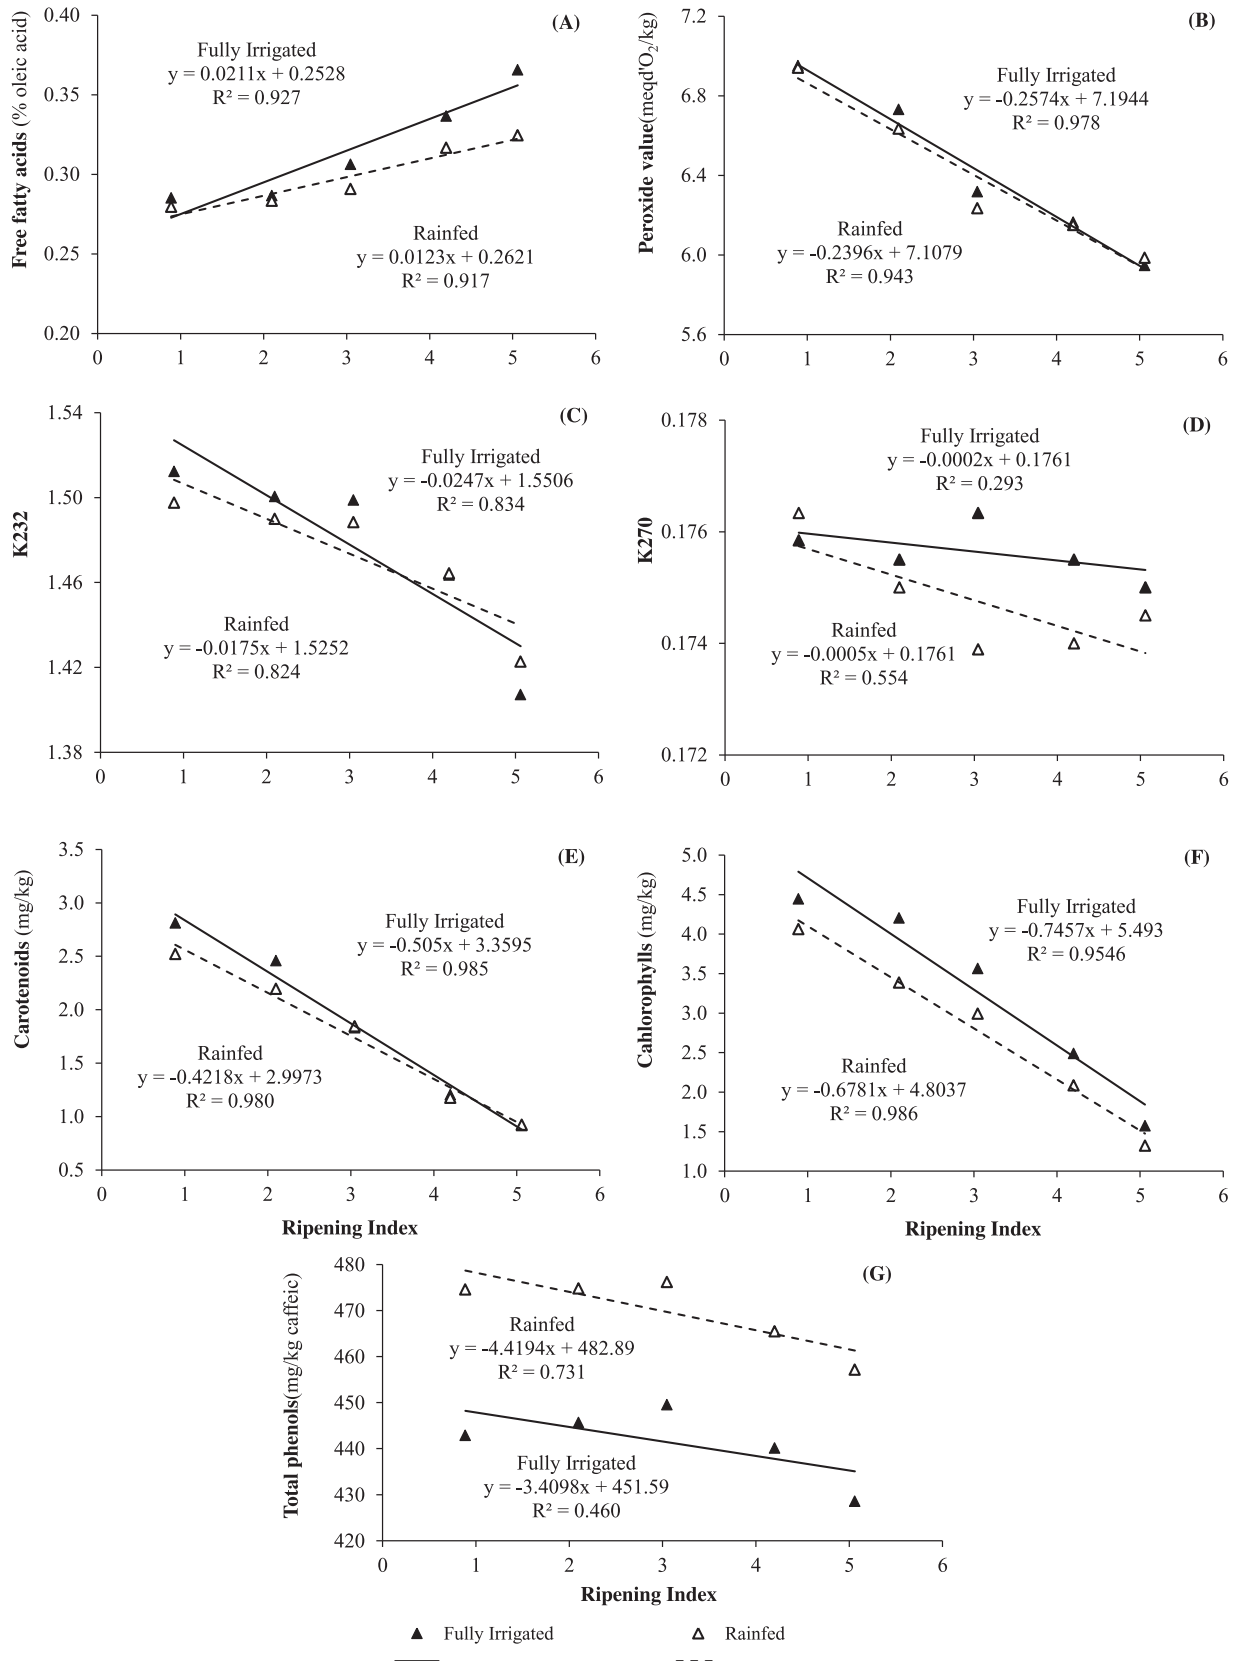 (A)
Free fatty acids (% oleic acid)
0.40
0.35
0.30
0.25
0.20
Fully Irrigated
y = 0.0211x + 0.2528
R² = 0.927
Rainfed
y = 0.0123x + 0.2621
R² = 0.917
0 1 2 3 4 5 6
(B)
Peroxide value(meqd'O2/kg)
7.2
6.8
6.4
6.0
5.6
Fully Irrigated
y = -0.2574x + 7.1944
R² = 0.978
Rainfed
y = -0.2396x + 7.1079
R² = 0.943
0 1 2 3 4 5 6
(C)
K232
1.54
1.50
1.46
1.42
1.38
Fully Irrigated
y = -0.0247x + 1.5506
R² = 0.834
Rainfed
y = -0.0175x + 1.5252
R² = 0.824
0 1 2 3 4 5 6
(D)
K270
0.178
0.176
0.174
0.172
Fully Irrigated
y = -0.0002x + 0.1761
R² = 0.293
Rainfed
y = -0.0005x + 0.1761
R² = 0.554
0 1 2 3 4 5 6
(E)
Carotenoids (mg/kg)
3.5
3.0
2.5
2.0
1.5
1.0
0.5
Fully Irrigated
y = -0.505x + 3.3595
R² = 0.985
Rainfed
y = -0.4218x + 2.9973
R² = 0.980
0 1 2 3 4 5 6
Ripening Index
(F)
Cahlorophylls (mg/kg)
5.0
4.5
4.0
3.5
3.0
2.5
2.0
1.5
1.0
Fully Irrigated
y = -0.7457x + 5.493
R² = 0.9546
Rainfed
y = -0.6781x + 4.8037
R² = 0.986
0 1 2 3 4 5 6
Ripening Index
(G)
Total phenols(mg/kg caffeic)
480
470
460
450
440
430
420
Rainfed
y = -4.4194x + 482.89
R² = 0.731
Fully Irrigated
y = -3.4098x + 451.59
R² = 0.460
0 1 2 3 4 5 6
Ripening Index
Fully Irrigated
Rainfed